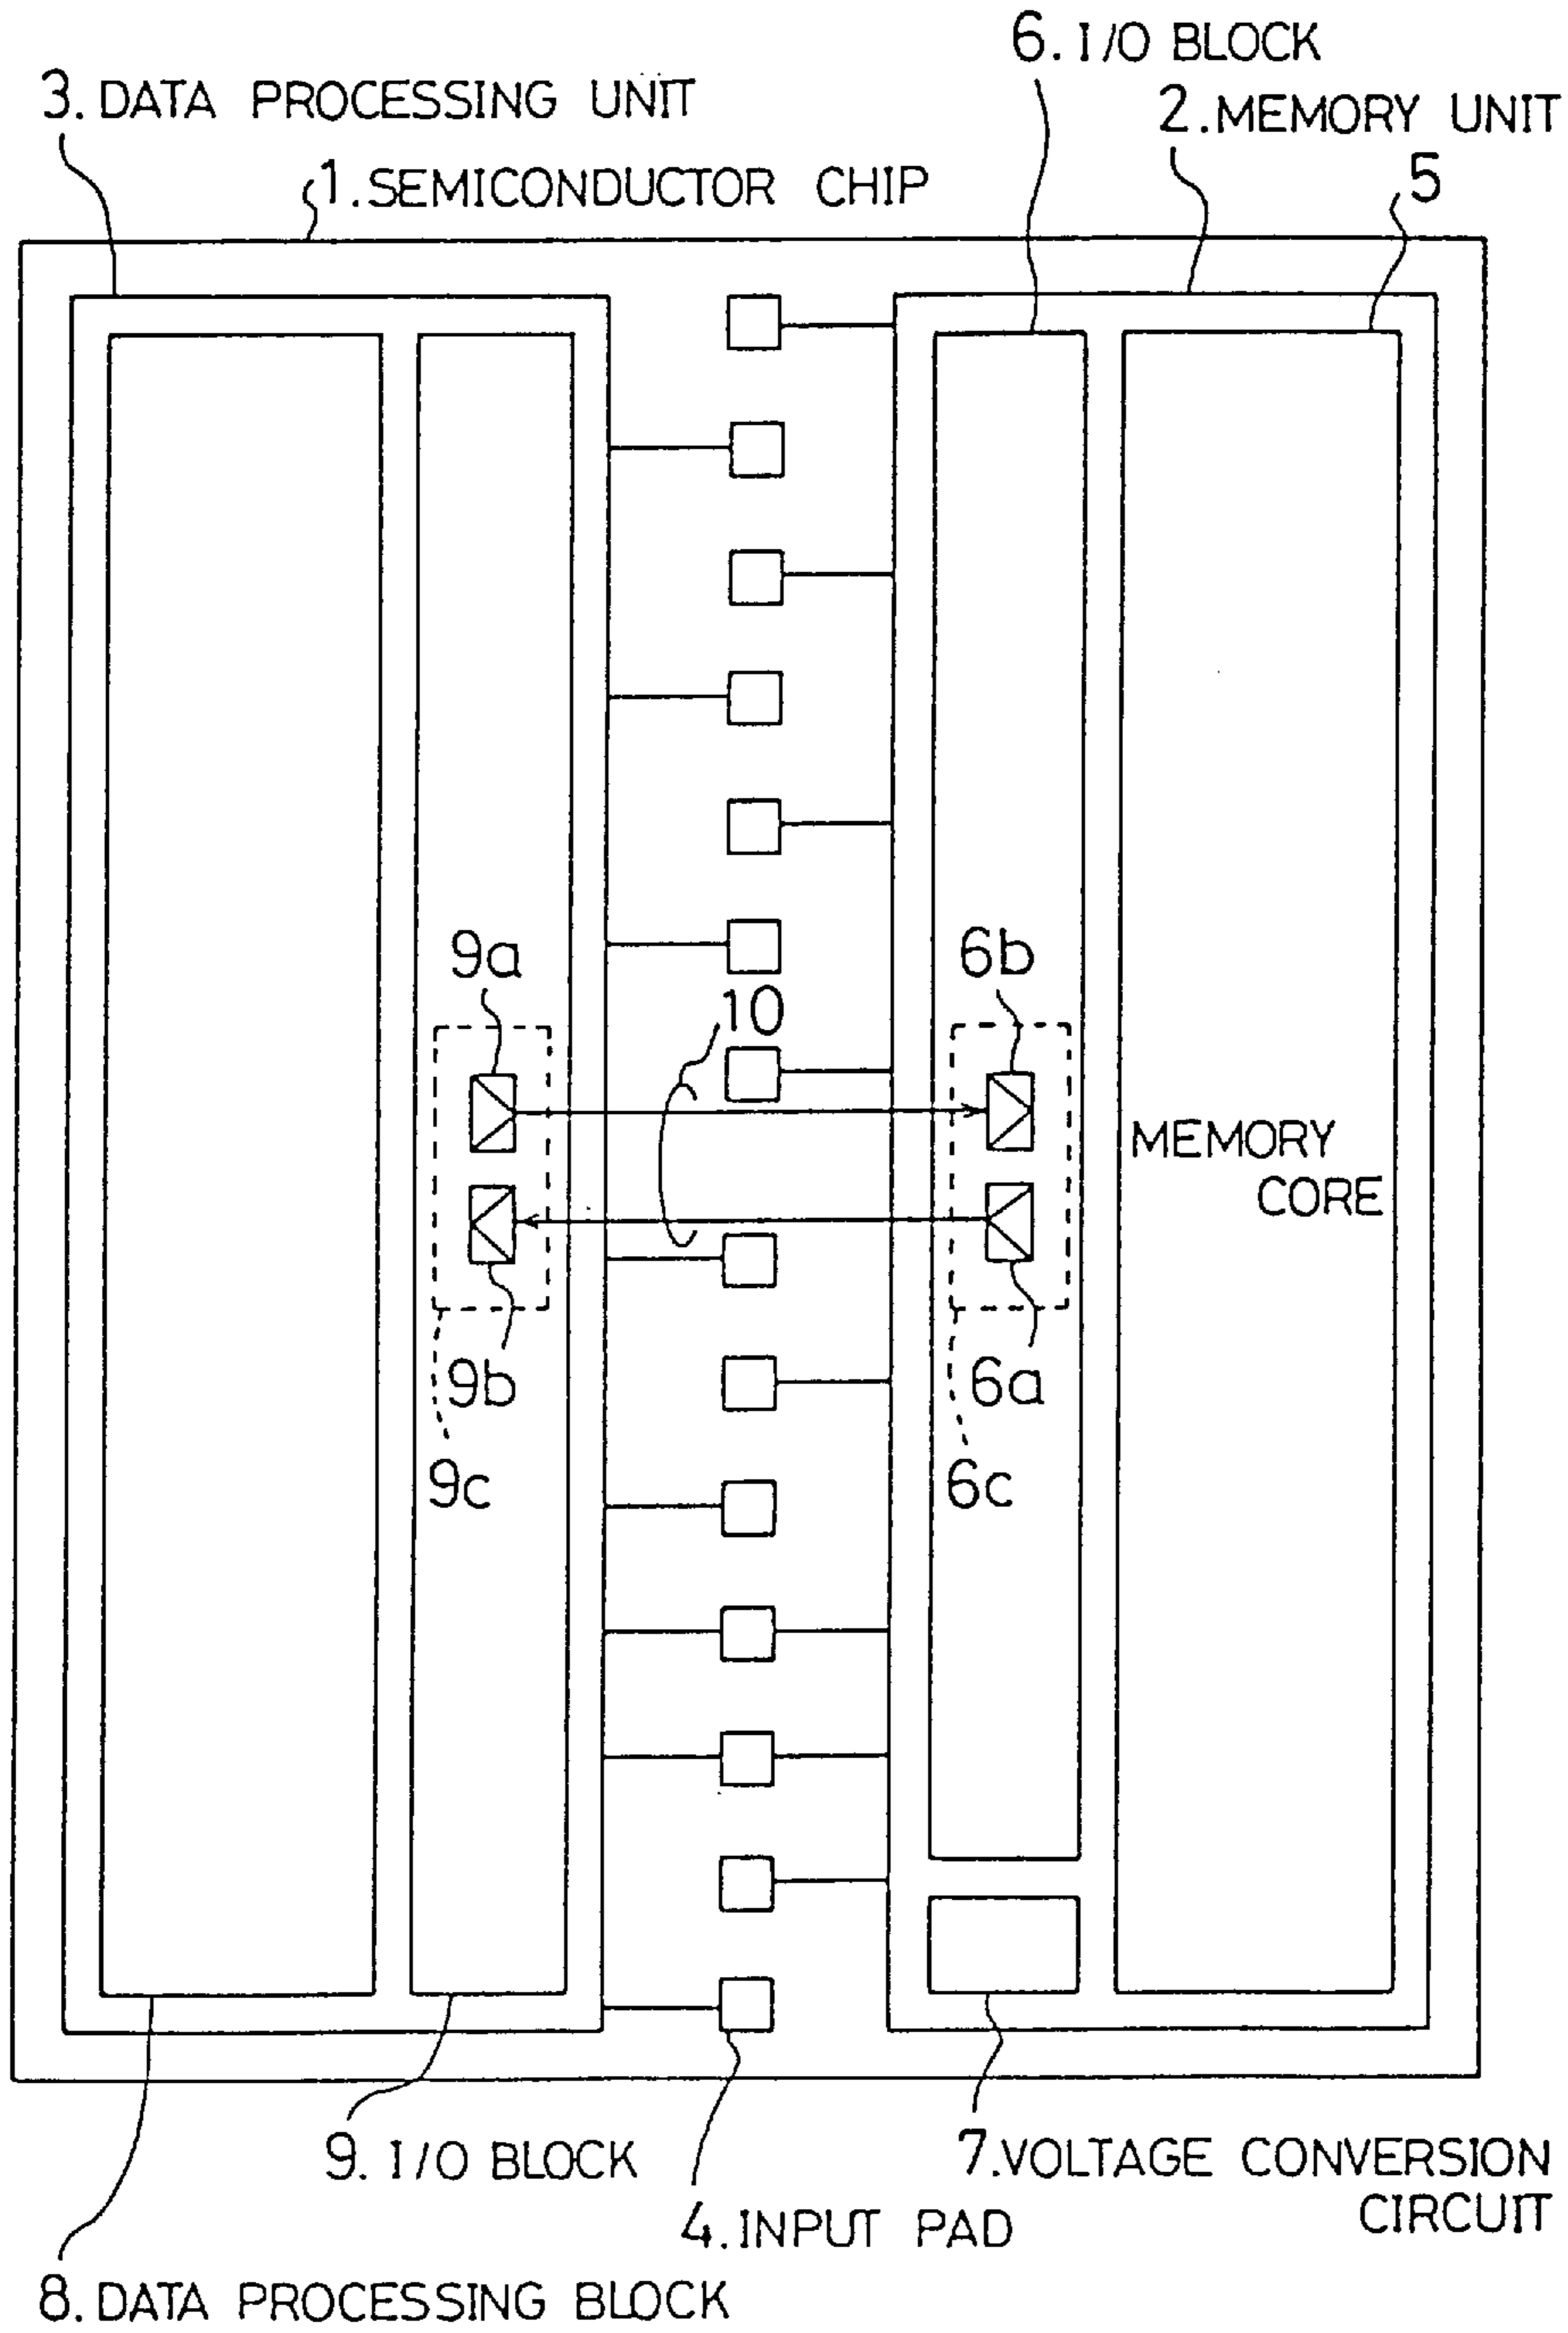 6. I/O BLOCK
3. DATA PROCESSING UNIT
2. MEMORY UNIT
1. SEMICONDUCTOR CHIP
5
9a
6b
10
MEMORY
CORE
9b
6a
9c
6c
9. I/O BLOCK
7. VOLTAGE CONVERSION
CIRCUIT
4. INPUT PAD
8. DATA PROCESSING BLOCK